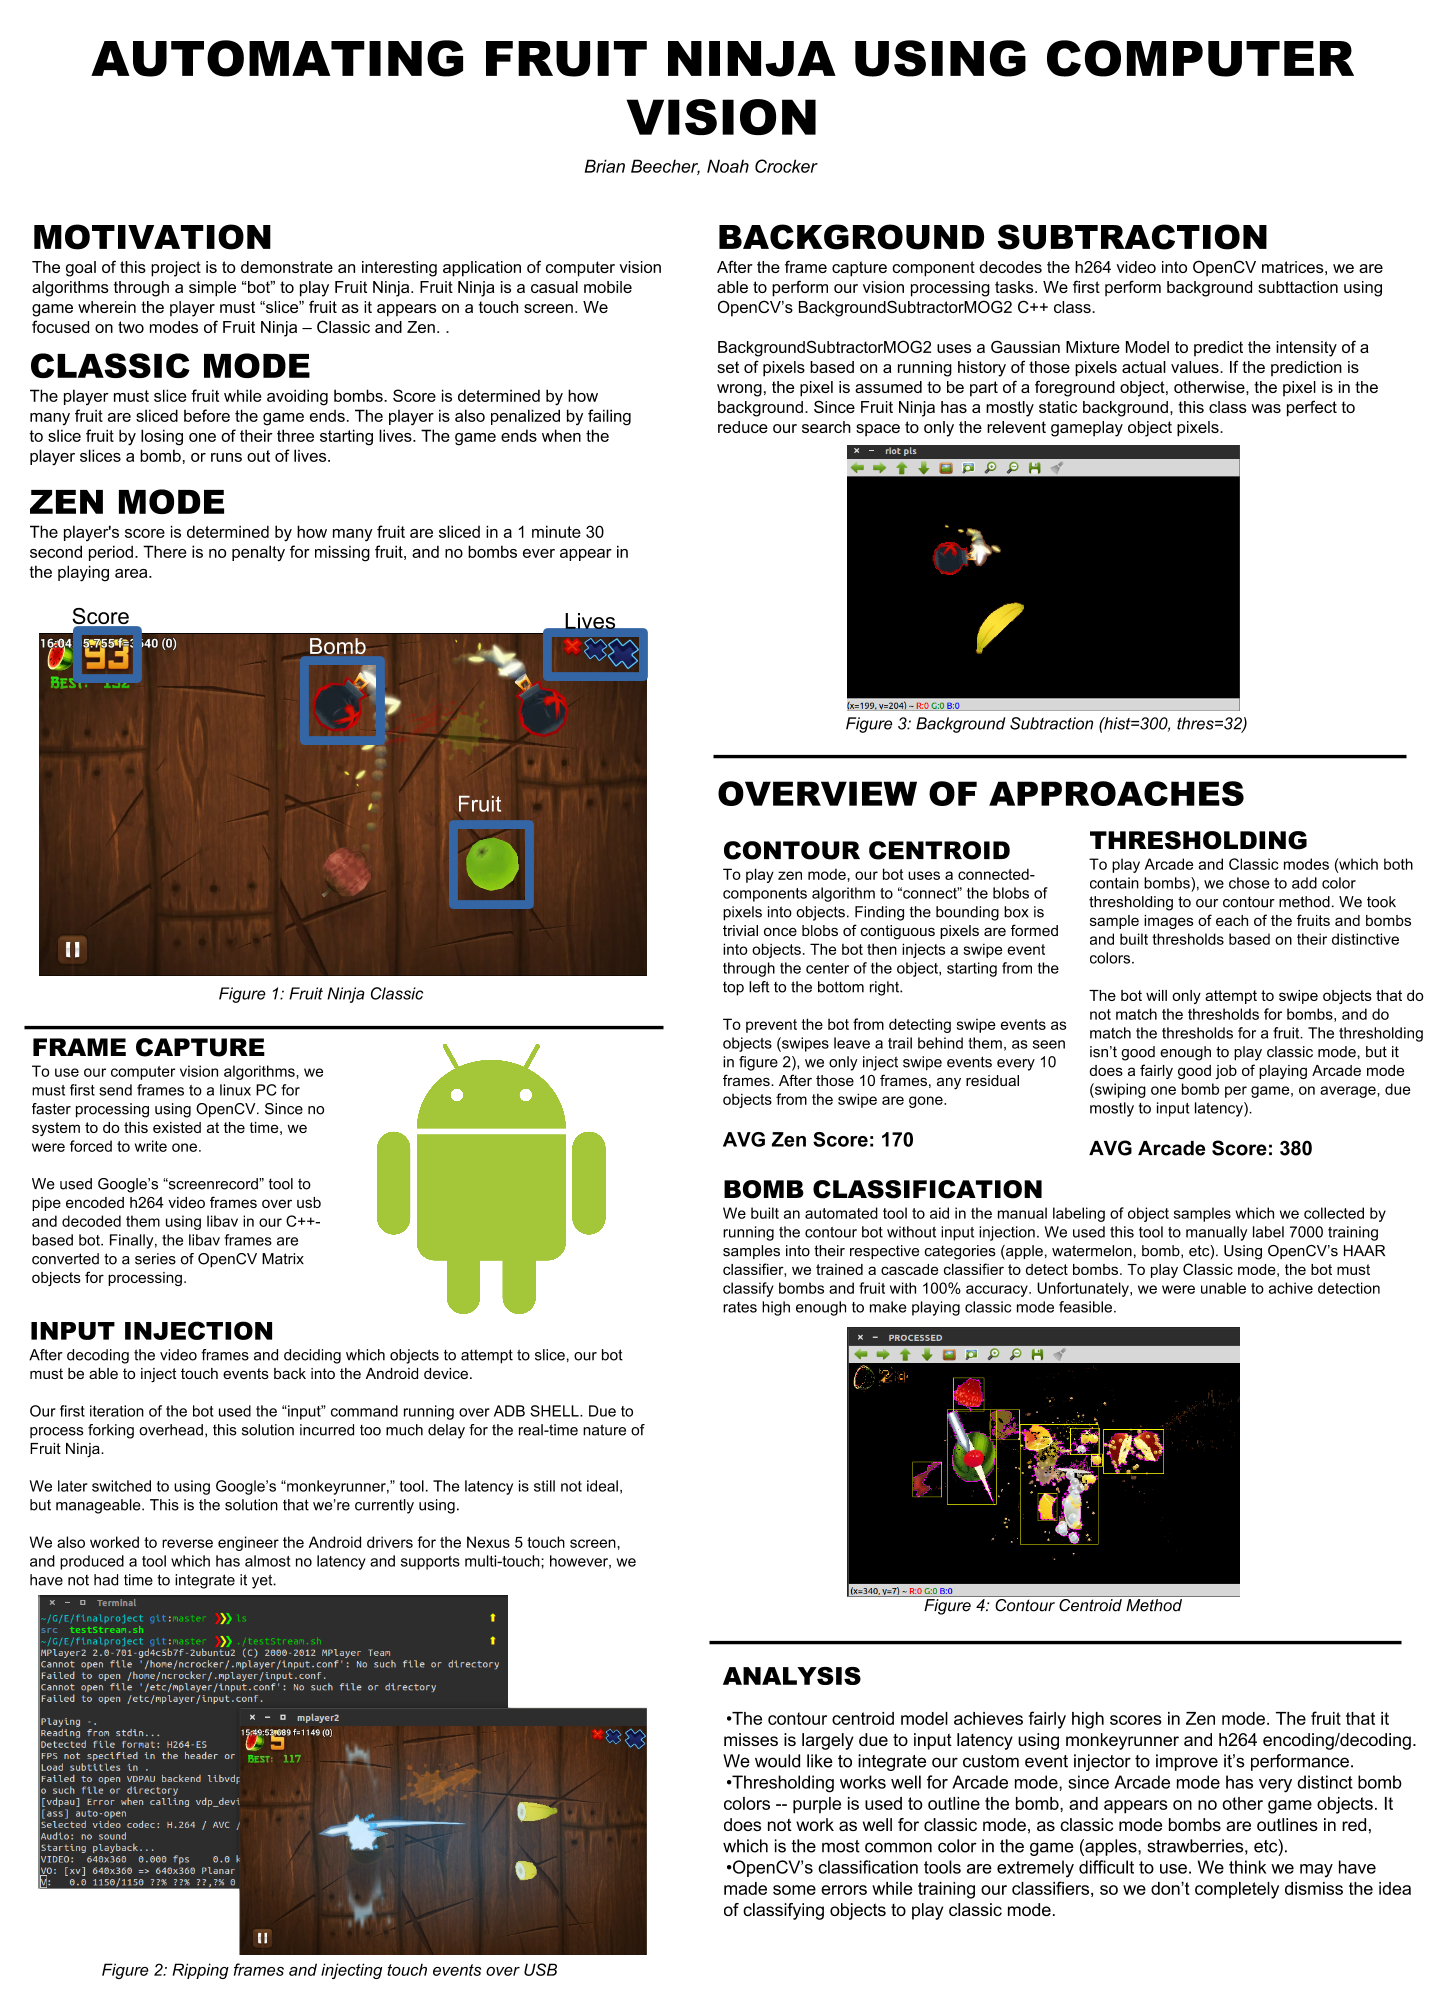 AUTOMATING FRUIT NINJA USING COMPUTER
VISION
Brian Beecher, Noah Crocker
MOTIVATION
The goal of this project is to demonstrate an interesting application of computer vision
algorithms through a simple “bot” to play Fruit Ninja. Fruit Ninja is a casual mobile
game wherein the player must “slice” fruit as it appears on a touch screen. We
focused on two modes of Fruit Ninja – Classic and Zen. .
CLASSIC MODE
The player must slice fruit while avoiding bombs. Score is determined by how
many fruit are sliced before the game ends. The player is also penalized by failing
to slice fruit by losing one of their three starting lives. The game ends when the
player slices a bomb, or runs out of lives.
ZEN MODE
The player's score is determined by how many fruit are sliced in a 1 minute 30
second period. There is no penalty for missing fruit, and no bombs ever appear in
the playing area.
Score
Lives
Bomb
93
BEST: 132
Fruit
Figure 1: Fruit Ninja Classic
FRAME CAPTURE
To use our computer vision algorithms, we
must first send frames to a linux PC for
faster processing using OpenCV. Since no
system to do this existed at the time, we
were forced to write one.
We used Google’s “screenrecord” tool to
pipe encoded h264 video frames over usb
and decoded them using libav in our C++-
based bot. Finally, the libav frames are
converted to a series of OpenCV Matrix
objects for processing.
INPUT INJECTION
After decoding the video frames and deciding which objects to attempt to slice, our bot
must be able to inject touch events back into the Android device.
Our first iteration of the bot used the “input” command running over ADB SHELL. Due to
process forking overhead, this solution incurred too much delay for the real-time nature of
Fruit Ninja.
We later switched to using Google’s “monkeyrunner,” tool. The latency is still not ideal,
but manageable. This is the solution that we’re currently using.
We also worked to reverse engineer the Android drivers for the Nexus 5 touch screen,
and produced a tool which has almost no latency and supports multi-touch; however, we
have not had time to integrate it yet.
Terminal
~/G/E/finalproject git:master ls
src testStream.sh
~/G/E/finalproject git:master ./testStream.sh
MPlayer2 2.0-701-gd4c5b7f-2ubuntu2 (C) 2000-2012 MPlayer Team
Cannot open file '/home/ncrocker/.mplayer/input.conf': No such file or directory
Failed to open /home/ncrocker/.mplayer/input.conf.
Cannot open file '/etc/mplayer/input.conf': No such file or directory
Failed to open /etc/mplayer/input.conf.
Playing -.
Reading from stdin...
Detected file format: H264-ES
FPS not specified in the header or
Load subtitles in .
Failed to open VDPAU backend libvdp
o such file or directory
[vdpau] Error when calling vdp_devi
[ass] auto-open
Selected video codec: H.264 / AVC /
Audio: no sound
Starting playback...
VIDEO: 640x360 0.000 fps 0.0 k
VO: [xv] 640x360 => 640x360 Planar
V: 0.0 1150/1150 ??% ??% ??,?% 0
mplayer2
15:49:53.689 f=1149 (0)
5
BEST: 117
Figure 2: Ripping frames and injecting touch events over USB
BACKGROUND SUBTRACTION
After the frame capture component decodes the h264 video into OpenCV matrices, we are
able to perform our vision processing tasks. We first perform background subttaction using
OpenCV’s BackgroundSubtractorMOG2 C++ class.
BackgroundSubtractorMOG2 uses a Gaussian Mixture Model to predict the intensity of a
set of pixels based on a running history of those pixels actual values. If the prediction is
wrong, the pixel is assumed to be part of a foreground object, otherwise, the pixel is in the
background. Since Fruit Ninja has a mostly static background, this class was perfect to
reduce our search space to only the relevent gameplay object pixels.
riot pls
(x=199, y=204) ~ R:0 G:0 B:0
Figure 3: Background Subtraction (hist=300, thres=32)
OVERVIEW OF APPROACHES
CONTOUR CENTROID
To play zen mode, our bot uses a connected-
components algorithm to “connect” the blobs of
pixels into objects. Finding the bounding box is
trivial once blobs of contiguous pixels are formed
into objects. The bot then injects a swipe event
through the center of the object, starting from the
top left to the bottom right.
To prevent the bot from detecting swipe events as
objects (swipes leave a trail behind them, as seen
in figure 2), we only inject swipe events every 10
frames. After those 10 frames, any residual
objects from the swipe are gone.
AVG Zen Score: 170
THRESHOLDING
To play Arcade and Classic modes (which both
contain bombs), we chose to add color
thresholding to our contour method. We took
sample images of each of the fruits and bombs
and built thresholds based on their distinctive
colors.
The bot will only attempt to swipe objects that do
not match the thresholds for bombs, and do
match the thresholds for a fruit. The thresholding
isn’t good enough to play classic mode, but it
does a fairly good job of playing Arcade mode
(swiping one bomb per game, on average, due
mostly to input latency).
AVG Arcade Score: 380
BOMB CLASSIFICATION
We built an automated tool to aid in the manual labeling of object samples which we collected by
running the contour bot without input injection. We used this tool to manually label 7000 training
samples into their respective categories (apple, watermelon, bomb, etc). Using OpenCV’s HAAR
classifier, we trained a cascade classifier to detect bombs. To play Classic mode, the bot must
classify bombs and fruit with 100% accuracy. Unfortunately, we were unable to achive detection
rates high enough to make playing classic mode feasible.
PROCESSED
(x=340, y=7) ~ R:0 G:0 B:0
Figure 4: Contour Centroid Method
ANALYSIS
•The contour centroid model achieves fairly high scores in Zen mode. The fruit that it
misses is largely due to input latency using monkeyrunner and h264 encoding/decoding.
We would like to integrate our custom event injector to improve it’s performance.
•Thresholding works well for Arcade mode, since Arcade mode has very distinct bomb
colors -- purple is used to outline the bomb, and appears on no other game objects. It
does not work as well for classic mode, as classic mode bombs are outlines in red,
which is the most common color in the game (apples, strawberries, etc).
•OpenCV’s classification tools are extremely difficult to use. We think we may have
made some errors while training our classifiers, so we don’t completely dismiss the idea
of classifying objects to play classic mode.